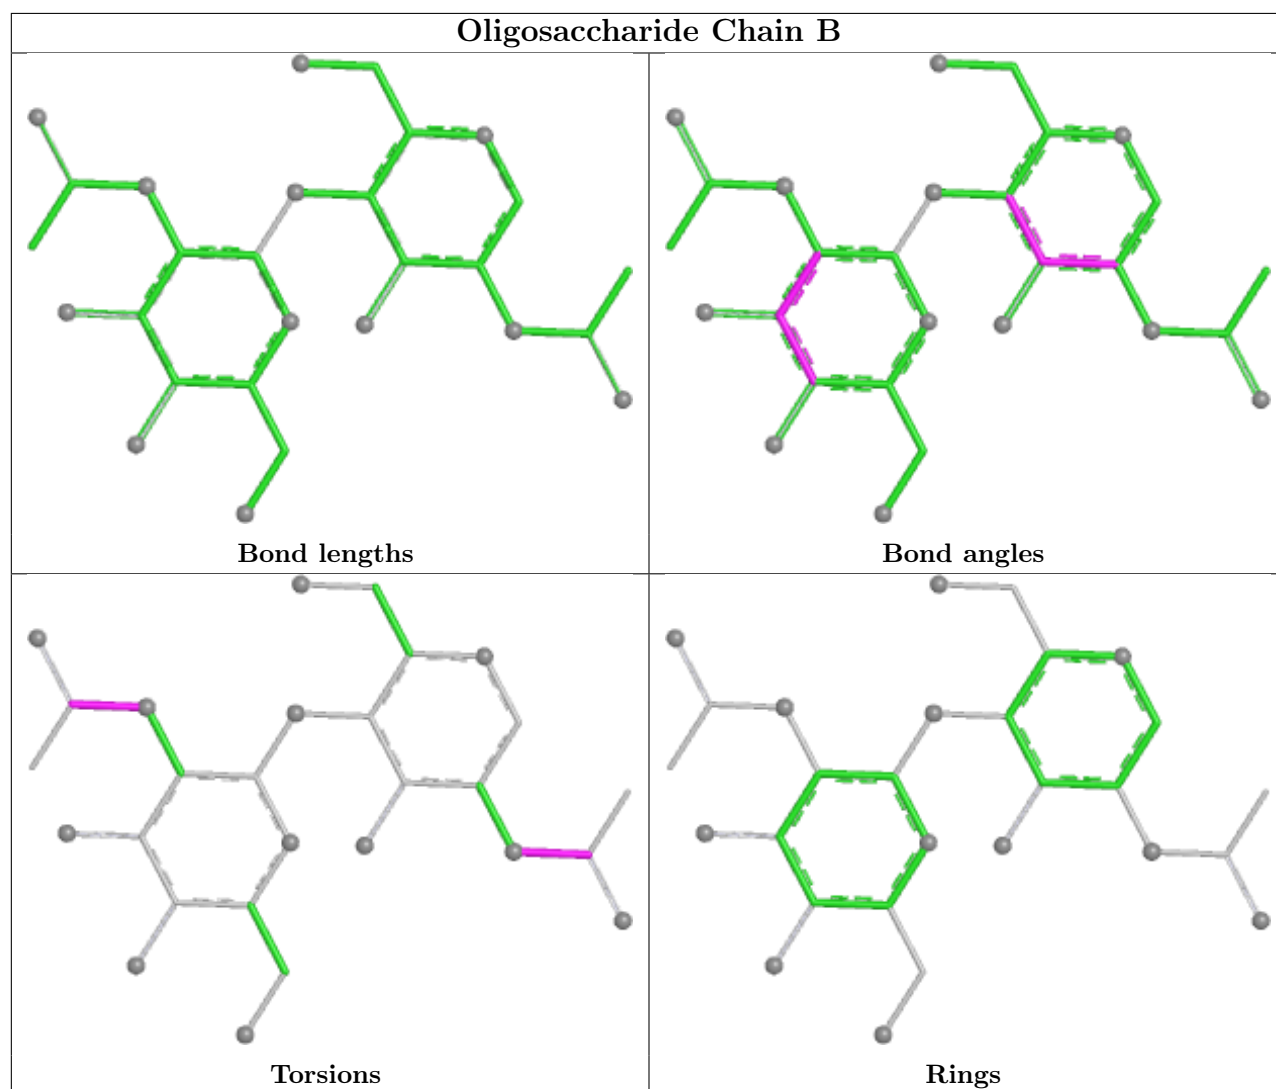 Oligosaccharide Chain B
Bond lengths
Bond angles
Torsions
Rings